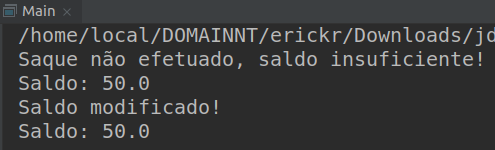 Main ×
/home/local/DOMAINNT/erickr/Downloads/jd
Saque não efetuado, saldo insuficiente!
Saldo: 50.0
Saldo modificado!
Saldo: 50.0